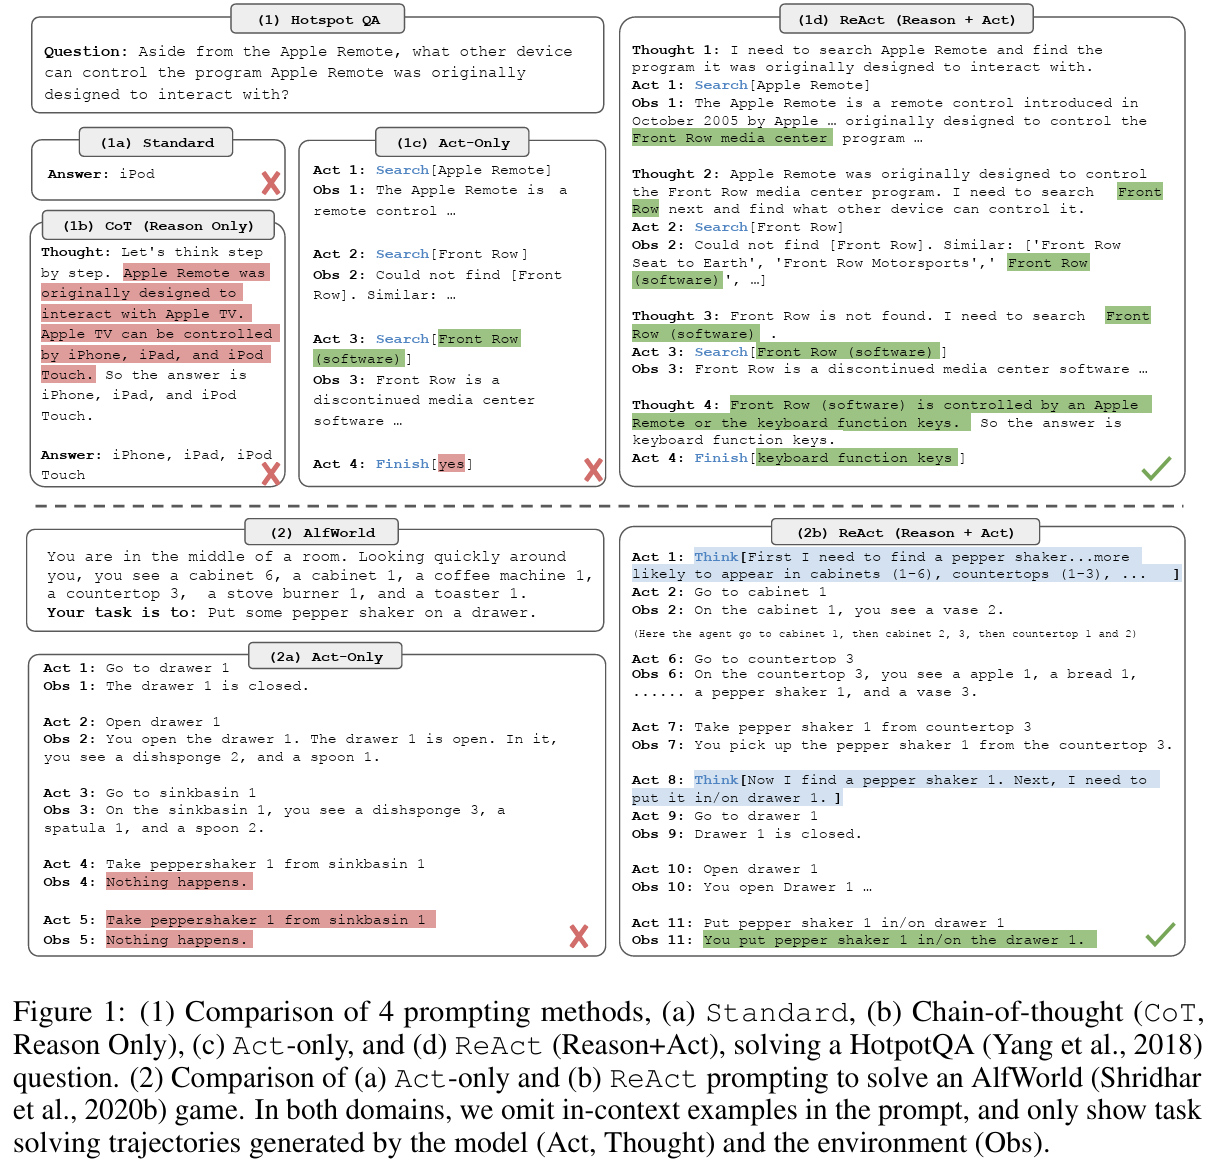 (1) Hotspot QA
Question: Aside from the Apple Remote, what other device
can control the program Apple Remote was originally
designed to interact with?
(1a) Standard
Answer: iPod
(1b) CoT (Reason Only)
Thought: Let's think step
by step. Apple Remote was
originally designed to
interact with Apple TV.
Apple TV can be controlled
by iPhone, iPad, and iPod
Touch. So the answer is
iPhone, iPad, and iPod
Touch.
Answer: iPhone, iPad, iPod
Touch
(1c) Act-Only
Act 1: Search[Apple Remote]
Obs 1: The Apple Remote is a
remote control …
Act 2: Search[Front Row]
Obs 2: Could not find [Front
Row]. Similar: …
Act 3: Search[Front Row
(software)]
Obs 3: Front Row is a
discontinued media center
software …
Act 4: Finish[yes]
(1d) ReAct (Reason + Act)
Thought 1: I need to search Apple Remote and find the
program it was originally designed to interact with.
Act 1: Search[Apple Remote]
Obs 1: The Apple Remote is a remote control introduced in
October 2005 by Apple … originally designed to control the
Front Row media center program …
Thought 2: Apple Remote was originally designed to control
the Front Row media center program. I need to search Front
Row next and find what other device can control it.
Act 2: Search[Front Row]
Obs 2: Could not find [Front Row]. Similar: ['Front Row
Seat to Earth', 'Front Row Motorsports',' Front Row
(software)', …]
Thought 3: Front Row is not found. I need to search Front
Row (software) .
Act 3: Search[Front Row (software)]
Obs 3: Front Row is a discontinued media center software …
Thought 4: Front Row (software) is controlled by an Apple
Remote or the keyboard function keys. So the answer is
keyboard function keys.
Act 4: Finish[keyboard function keys]
(2) AlfWorld
You are in the middle of a room. Looking quickly around
you, you see a cabinet 6, a cabinet 1, a coffee machine 1,
a countertop 3, a stove burner 1, and a toaster 1.
Your task is to: Put some pepper shaker on a drawer.
(2a) Act-Only
Act 1: Go to drawer 1
Obs 1: The drawer 1 is closed.
Act 2: Open drawer 1
Obs 2: You open the drawer 1. The drawer 1 is open. In it,
you see a dishsponge 2, and a spoon 1.
Act 3: Go to sinkbasin 1
Obs 3: On the sinkbasin 1, you see a dishsponge 3, a
spatula 1, and a spoon 2.
Act 4: Take peppershaker 1 from sinkbasin 1
Obs 4: Nothing happens.
Act 5: Take peppershaker 1 from sinkbasin 1
Obs 5: Nothing happens.
(2b) ReAct (Reason + Act)
Act 1: Think[First I need to find a pepper shaker...more
likely to appear in cabinets (1-6), countertops (1-3), ... ]
Act 2: Go to cabinet 1
Obs 2: On the cabinet 1, you see a vase 2.
(Here the agent go to cabinet 1, then cabinet 2, 3, then countertop 1 and 2)
Act 6: Go to countertop 3
Obs 6: On the countertop 3, you see a apple 1, a bread 1,
...... a pepper shaker 1, and a vase 3.
Act 7: Take pepper shaker 1 from countertop 3
Obs 7: You pick up the pepper shaker 1 from the countertop 3.
Act 8: Think[Now I find a pepper shaker 1. Next, I need to
put it in/on drawer 1. ]
Act 9: Go to drawer 1
Obs 9: Drawer 1 is closed.
Act 10: Open drawer 1
Obs 10: You open Drawer 1 …
Act 11: Put pepper shaker 1 in/on drawer 1
Obs 11: You put pepper shaker 1 in/on the drawer 1.
Figure 1: (1) Comparison of 4 prompting methods, (a) Standard, (b) Chain-of-thought (CoT,
Reason Only), (c) Act-only, and (d) ReAct (Reason+Act), solving a HotpotQA (Yang et al., 2018)
question. (2) Comparison of (a) Act-only and (b) ReAct prompting to solve an AlfWorld (Shridhar
et al., 2020b) game. In both domains, we omit in-context examples in the prompt, and only show task
solving trajectories generated by the model (Act, Thought) and the environment (Obs).